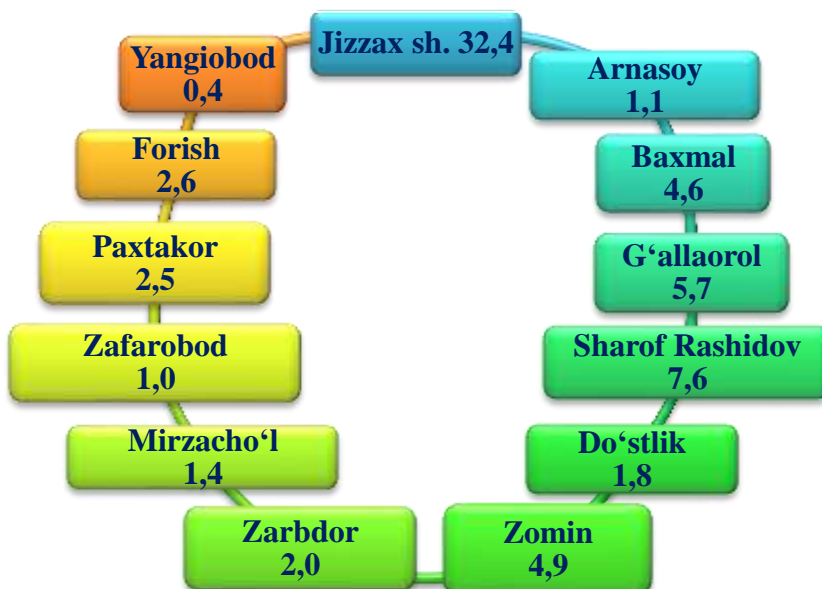 Jizzax sh. 32,4
Arnasoy
1,1
Baxmal
4,6
G‘allaorol
5,7
Sharof Rashidov
7,6
Do‘stlik
1,8
Zomin
4,9
Zarbdor
2,0
Mirzacho‘l
1,4
Zafarobod
1,0
Paxtakor
2,5
Forish
2,6
Yangiobod
0,4